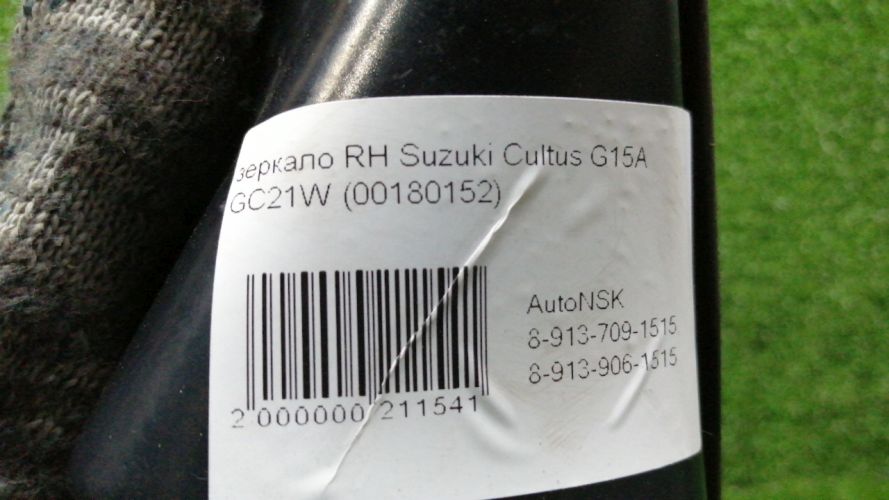 зеркало RH Suzuki Cultus G15A
GC21W (00180152)
AutoNSK
8-913-709-1515
8-913-906-1515
2 000000 211541